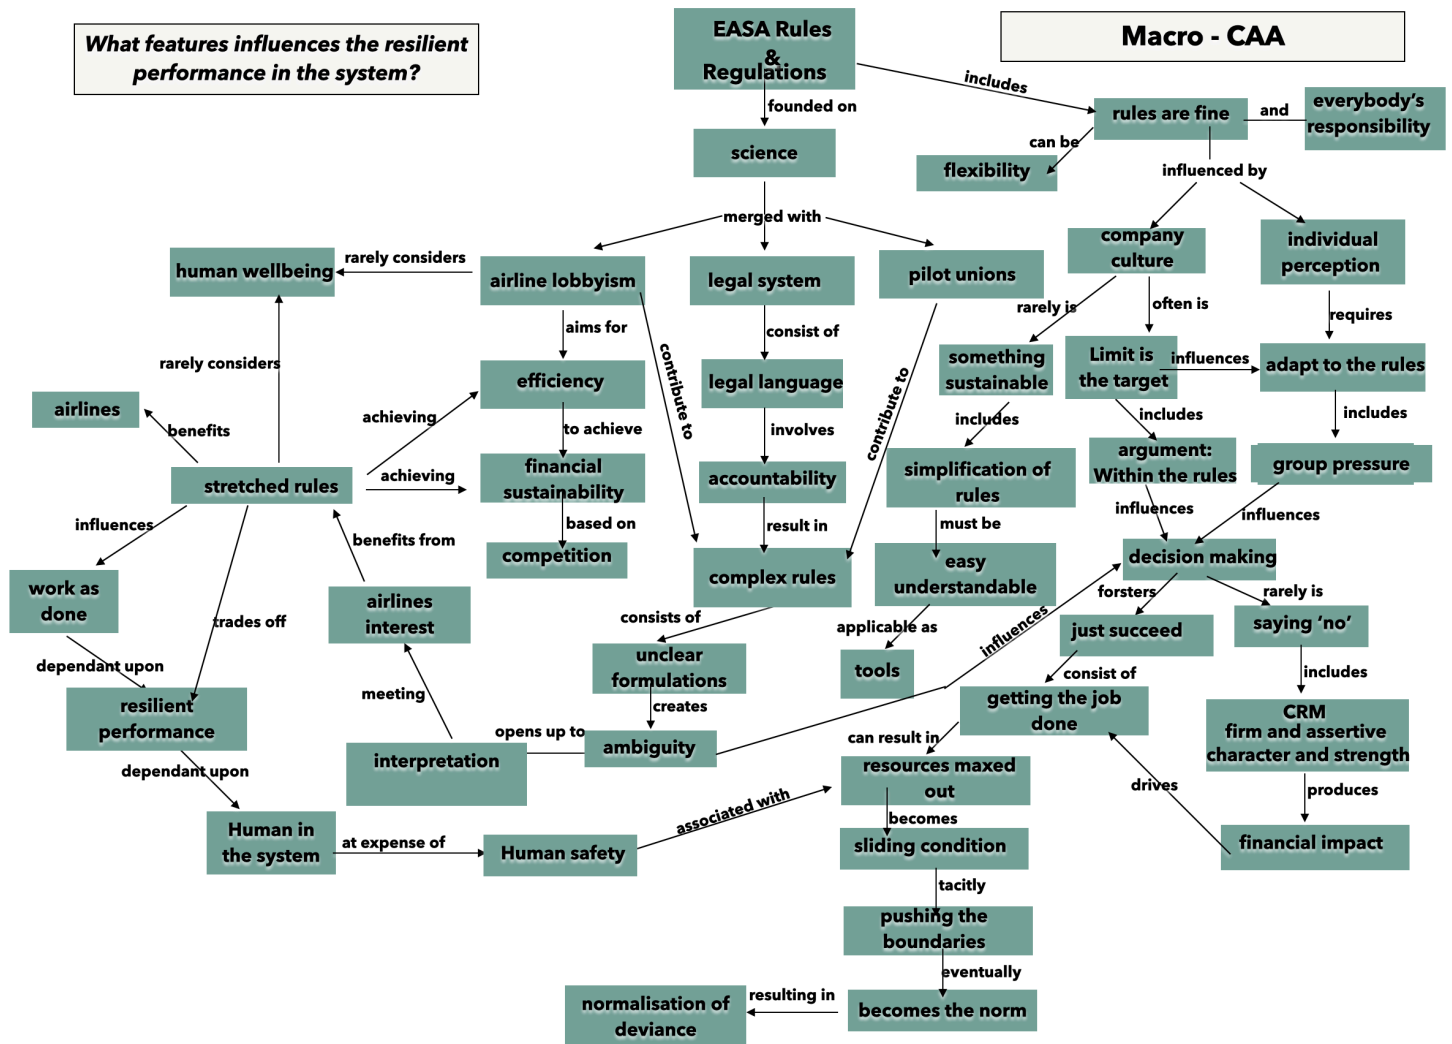 What features influences the resilient
performance in the system?
EASA Rules
&
Regulations
Macro - CAA
includes
founded on
rules are fine
and
everybody's
responsibility
can be
science
flexibility
influenced by
merged with
company
culture
individual
perception
human wellbeing
rarely considers
airline lobbyism
legal system
pilot unions
rarely is
often is
requires
aims for
consist of
something
sustainable
Limit is
the target
influences
adapt to the rules
rarely considers
efficiency
legal language
contribute to
contribute to
airlines
benefits
achieving
to achieve
involves
includes
includes
includes
stretched rules
achieving
financial
sustainability
accountability
simplification of
rules
argument:
Within the rules
group pressure
influences
benefits from
based on
result in
must be
influences
influences
competition
complex rules
easy
understandable
decision making
work as
done
airlines
interest
forsters
rarely is
trades off
consists of
applicable as
influences
just succeed
saying ‘no’
dependant upon
unclear
formulations
tools
consist of
includes
meeting
creates
resilient
performance
getting the job
done
CRM
firm and assertive
character and strength
opens up to
can result in
interpretation
ambiguity
dependant upon
resources maxed
out
drives
produces
associated with
becomes
Human in
the system
at expense of
Human safety
sliding condition
financial impact
tacitly
pushing the
boundaries
eventually
normalisation of
deviance
resulting in
becomes the norm